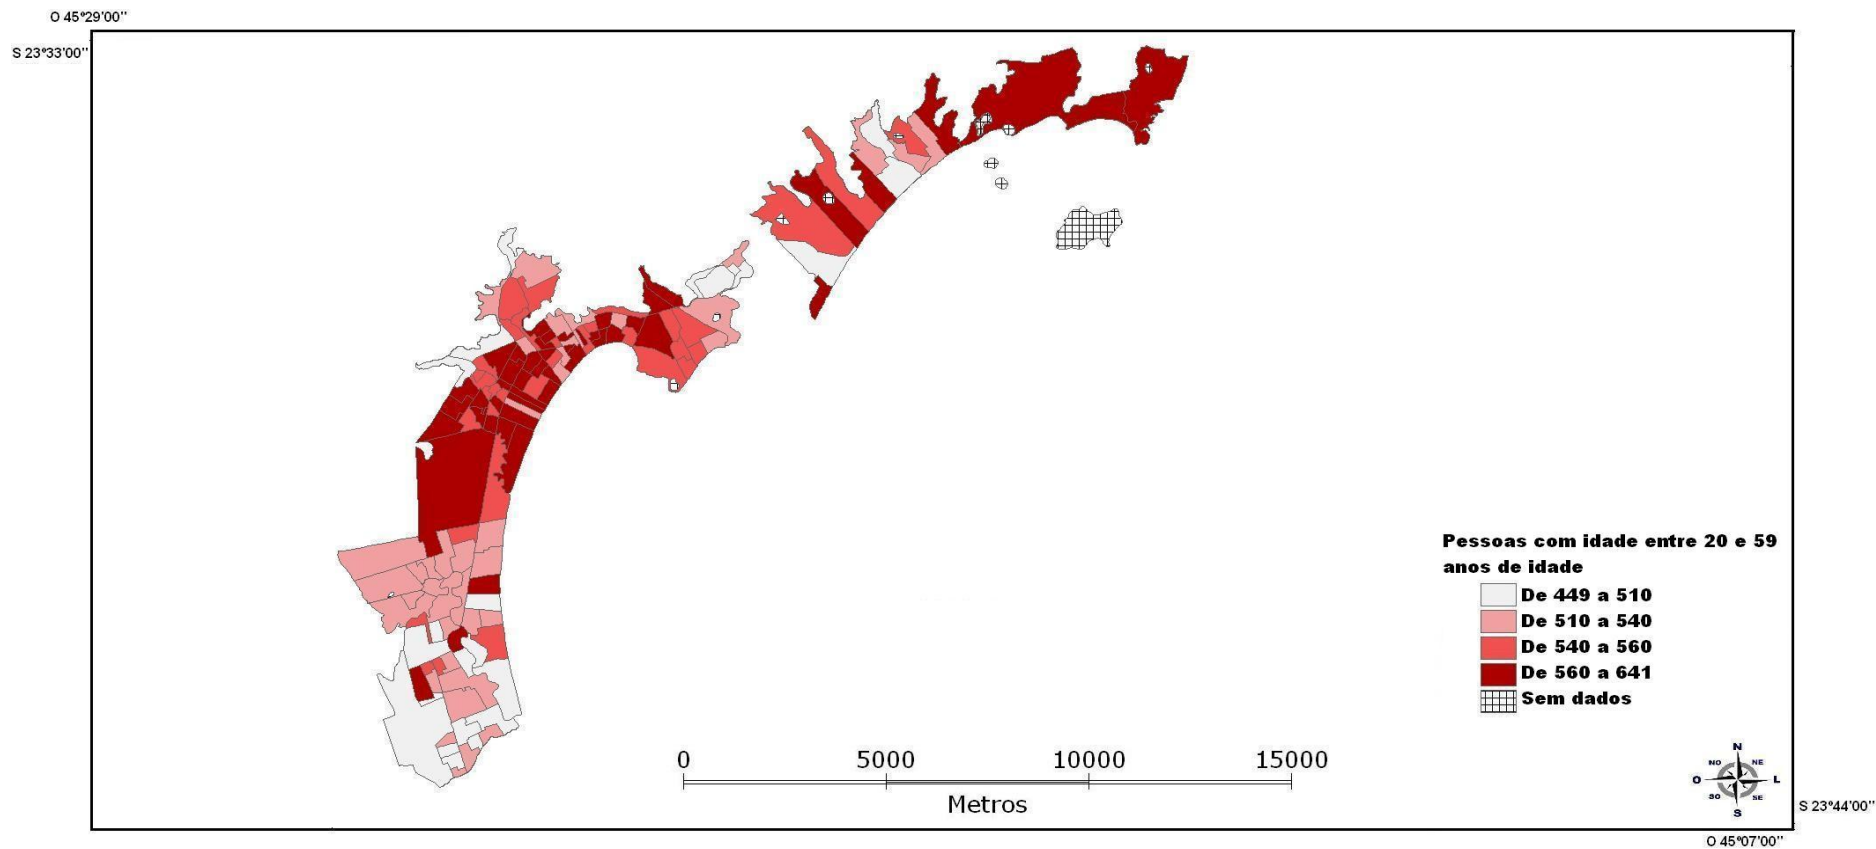 O 45°29'00''
S 23°33'00''
Pessoas com idade entre 20 e 59
anos de idade
De 449 a 510
De 510 a 540
De 540 a 560
De 560 a 641
Sem dados
0 5000 10000 15000
Metros
N
NO NE
O L
SO SE
S
S 23°44'00''
O 45°07'00''